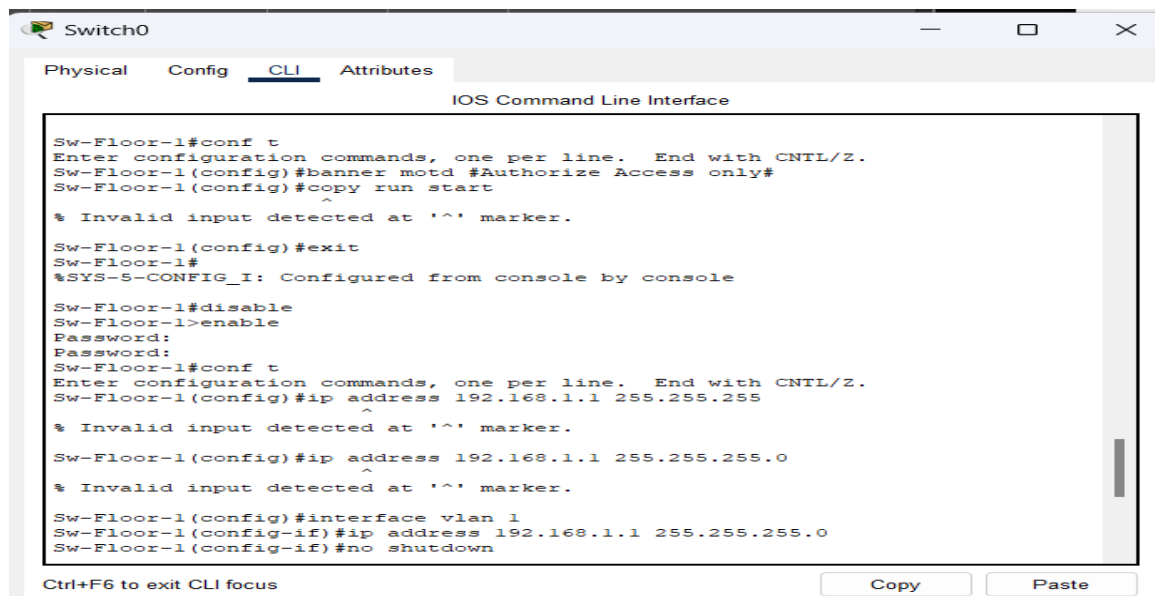 Switch0
Physical Config CLI Attributes
IOS Command Line Interface
Sw-Floor-1#conf t
Enter configuration commands, one per line.  End with CNTL/Z.
Sw-Floor-1(config)#banner motd #Authorize Access only#
Sw-Floor-1(config)#copy run start
^
% Invalid input detected at '^' marker.
Sw-Floor-1(config)#exit
Sw-Floor-1#
%SYS-5-CONFIG_I: Configured from console by console
Sw-Floor-1#disable
Sw-Floor-1>enable
Password:
Password:
Sw-Floor-1#conf t
Enter configuration commands, one per line.  End with CNTL/Z.
Sw-Floor-1(config)#ip address 192.168.1.1 255.255.255
^
% Invalid input detected at '^' marker.
Sw-Floor-1(config)#ip address 192.168.1.1 255.255.255.0
^
% Invalid input detected at '^' marker.
Sw-Floor-1(config)#interface vlan 1
Sw-Floor-1(config-if)#ip address 192.168.1.1 255.255.255.0
Sw-Floor-1(config-if)#no shutdown
Ctrl+F6 to exit CLI focus
Copy Paste